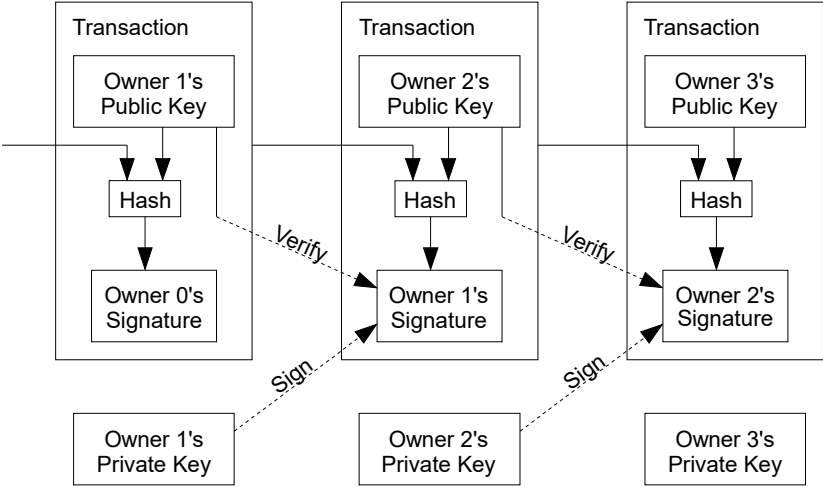 Transaction
Owner 1's
Public Key
Hash
Owner 0's
Signature
Transaction
Owner 2's
Public Key
Hash
Owner 1's
Signature
Transaction
Owner 3's
Public Key
Hash
Owner 2's
Signature
Verify
Verify
Sign
Sign
Owner 1's
Private Key
Owner 2's
Private Key
Owner 3's
Private Key